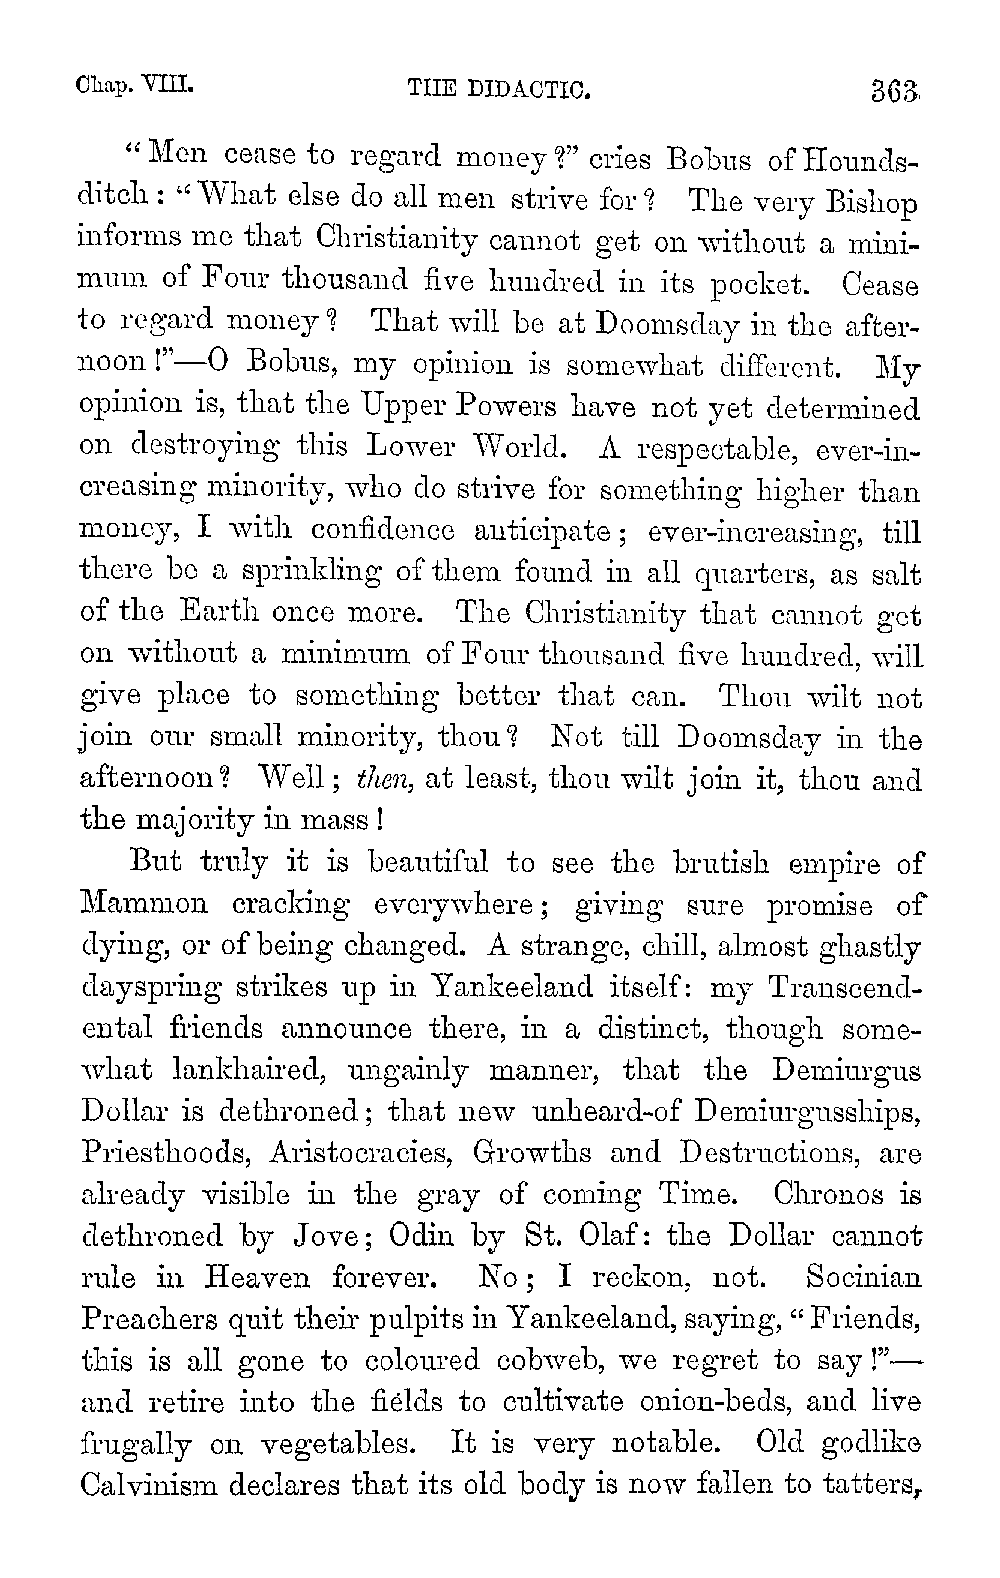 Chap. VIII. THE DIDACTIC. 363
"Men cease to regard money?" cries Bobus of Hounds-
ditch: "What else do all men strive for? The very Bishop
informs me that Christianity cannot get on without a mini-
mum of Four thousand five hundred in its pocket. Cease
to regard money? That will be at Doomsday in the after-
noon!"—O Bobus, my opinion is somewhat different. My
opinion is, that the Upper Powers have not yet determined
on destroying this Lower World. A respectable, ever-in-
creasing minority, who do strive for something higher than
money, I with confidence anticipate; ever-increasing, till
there be a sprinkling of them found in all quarters, as salt
of the Earth once more. The Christianity that cannot get
on without a minimum of Four thousand five hundred, will
give place to something better that can. Thou wilt not
join our small minority, thou? Not till Doomsday in the
afternoon? Well; then, at least, thou wilt join it, thou and
the majority in mass!
But truly it is beautiful to see the brutish empire of
Mammon cracking everywhere; giving sure promise of
dying, or of being changed. A strange, chill, almost ghastly
dayspring strikes up in Yankeeland itself: my Transcend-
ental friends announce there, in a distinct, though some-
what lankhaired, ungainly manner, that the Demiurgus
Dollar is dethroned; that new unheard-of Demiurgusships,
Priesthoods, Aristocracies, Growths and Destructions, are
already visible in the gray of coming Time. Chronos is
dethroned by Jove; Odin by St. Olaf: the Dollar cannot
rule in Heaven forever. No; I reckon, not. Socinian
Preachers quit their pulpits in Yankeeland, saying, "Friends,
this is all gone to coloured cobweb, we regret to say!"—
and retire into the fields to cultivate onion-beds, and live
frugally on vegetables. It is very notable. Old godlike
Calvinism declares that its old body is now fallen to tatters,